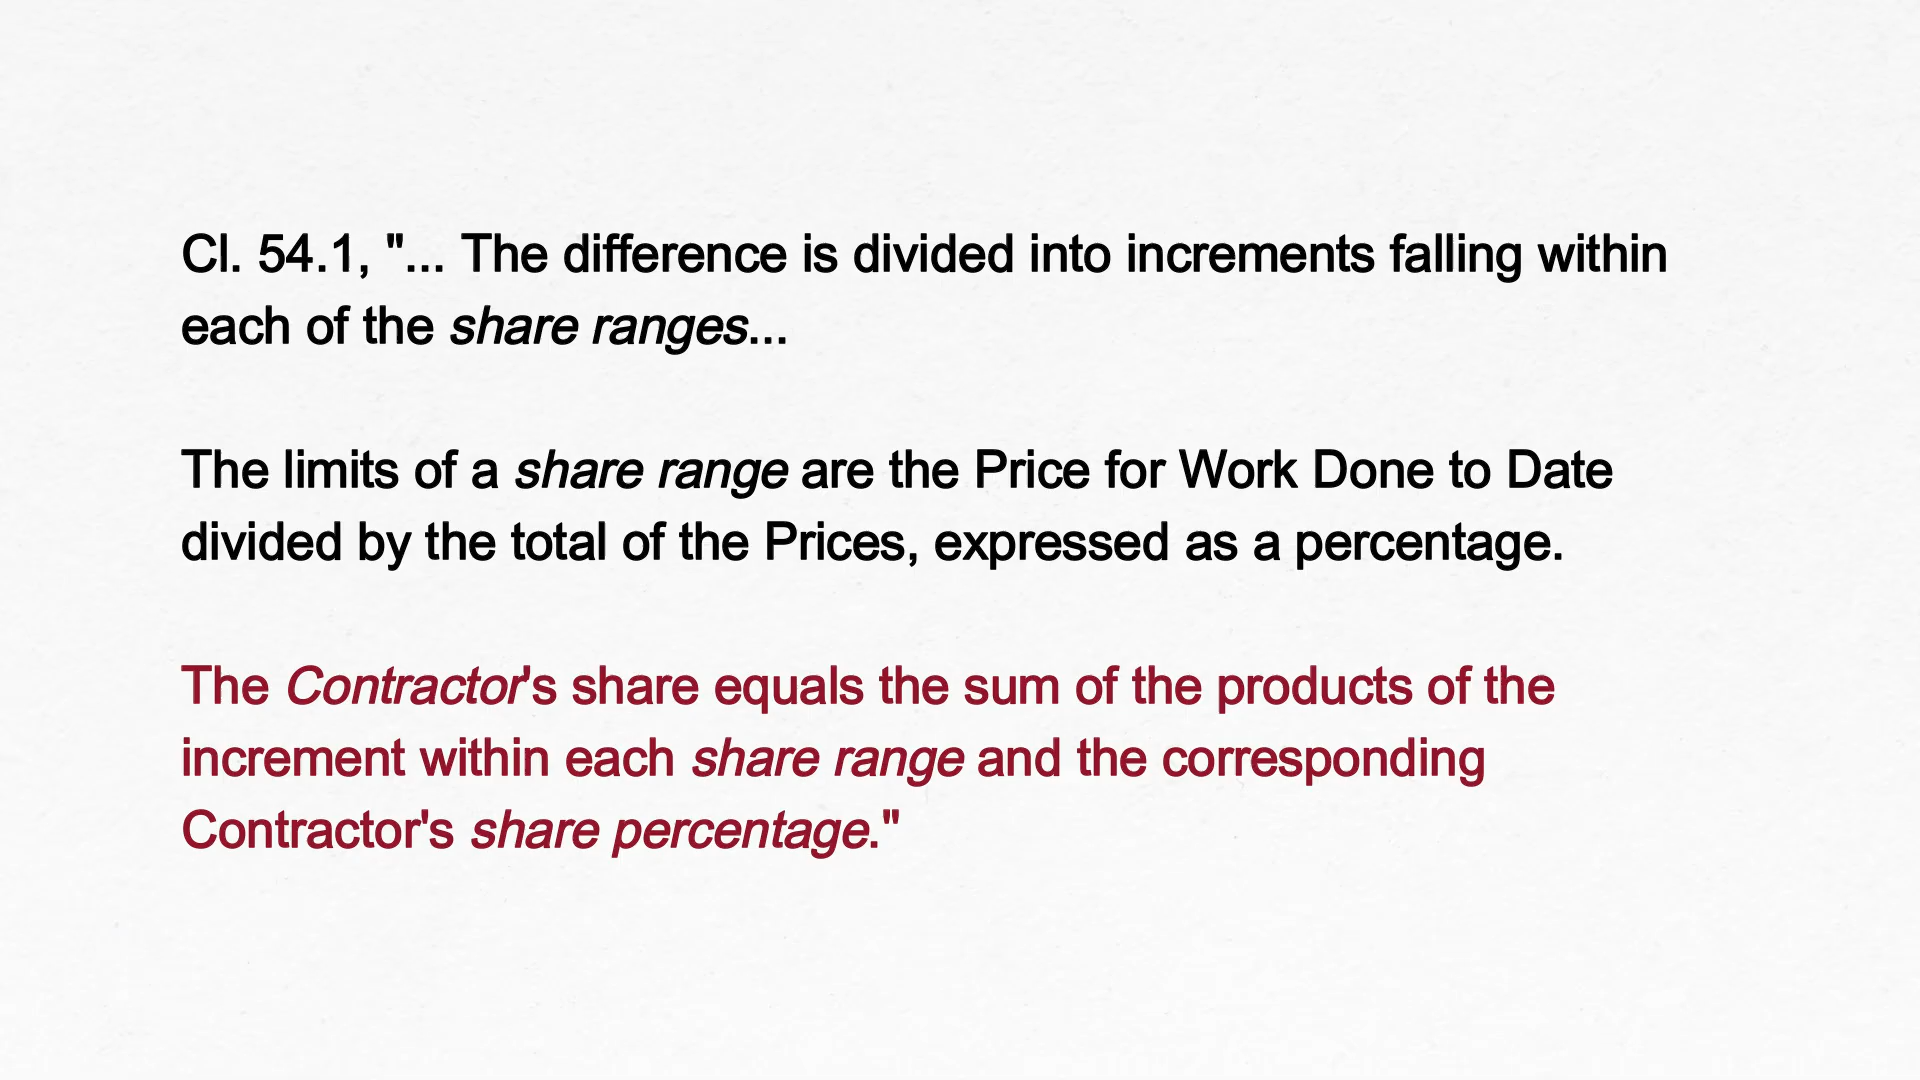 Cl. 54.1, "... The difference is divided into increments falling within
each of the share ranges...
The limits of a share range are the Price for Work Done to Date
divided by the total of the Prices, expressed as a percentage.
The Contractor's share equals the sum of the products of the
increment within each share range and the corresponding
Contractor's share percentage."